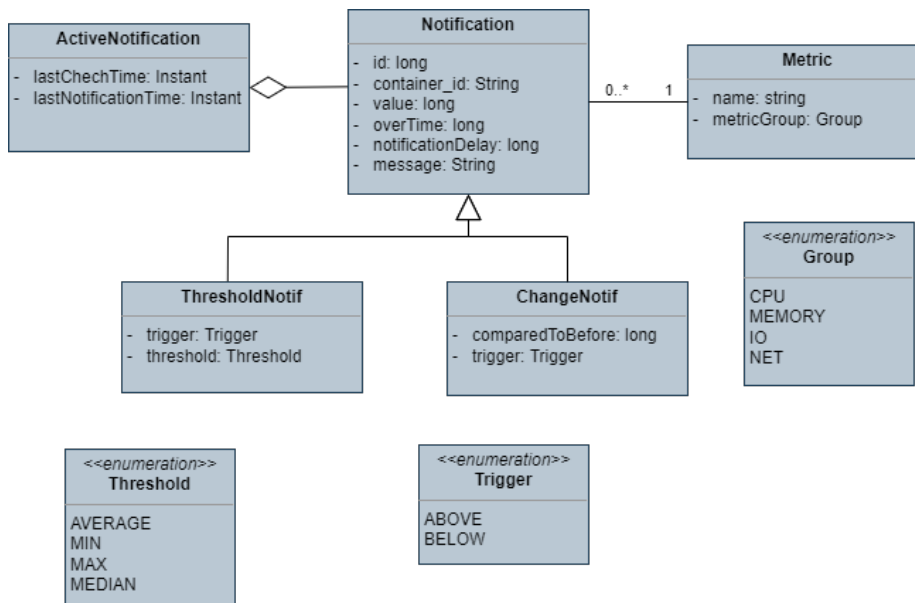 ActiveNotification
- lastChechTime: Instant
- lastNotificationTime: Instant
Notification
- id: long
- container_id: String
- value: long
- overTime: long
- notificationDelay: long
- message: String
0..*
1
Metric
- name: string
- metricGroup: Group
ThresholdNotif
- trigger: Trigger
- threshold: Threshold
ChangeNotif
- comparedToBefore: long
- trigger: Trigger
<<enumeration>>
Group
CPU
MEMORY
IO
NET
<<enumeration>>
Threshold
AVERAGE
MIN
MAX
MEDIAN
<<enumeration>>
Trigger
ABOVE
BELOW